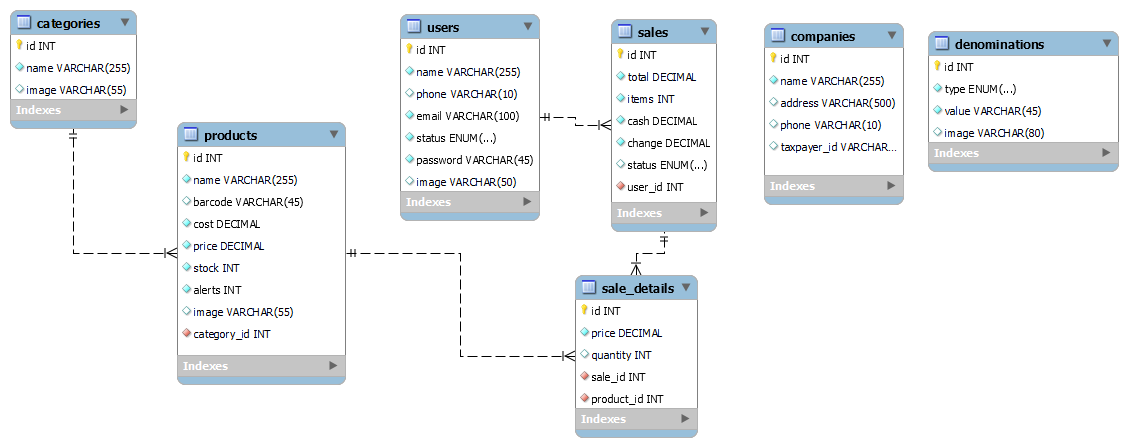 categories
id INT
name VARCHAR(255)
image VARCHAR(55)
Indexes
products
id INT
name VARCHAR(255)
barcode VARCHAR(45)
cost DECIMAL
price DECIMAL
stock INT
alerts INT
image VARCHAR(55)
category_id INT
Indexes
users
id INT
name VARCHAR(255)
phone VARCHAR(10)
email VARCHAR(100)
status ENUM(...)
password VARCHAR(45)
image VARCHAR(50)
Indexes
sales
id INT
total DECIMAL
items INT
cash DECIMAL
change DECIMAL
status ENUM(...)
user_id INT
Indexes
sale_details
id INT
price DECIMAL
quantity INT
sale_id INT
product_id INT
Indexes
companies
id INT
name VARCHAR(255)
address VARCHAR(500)
phone VARCHAR(10)
taxpayer_id VARCHAR...
Indexes
denominations
id INT
type ENUM(...)
value VARCHAR(45)
image VARCHAR(80)
Indexes